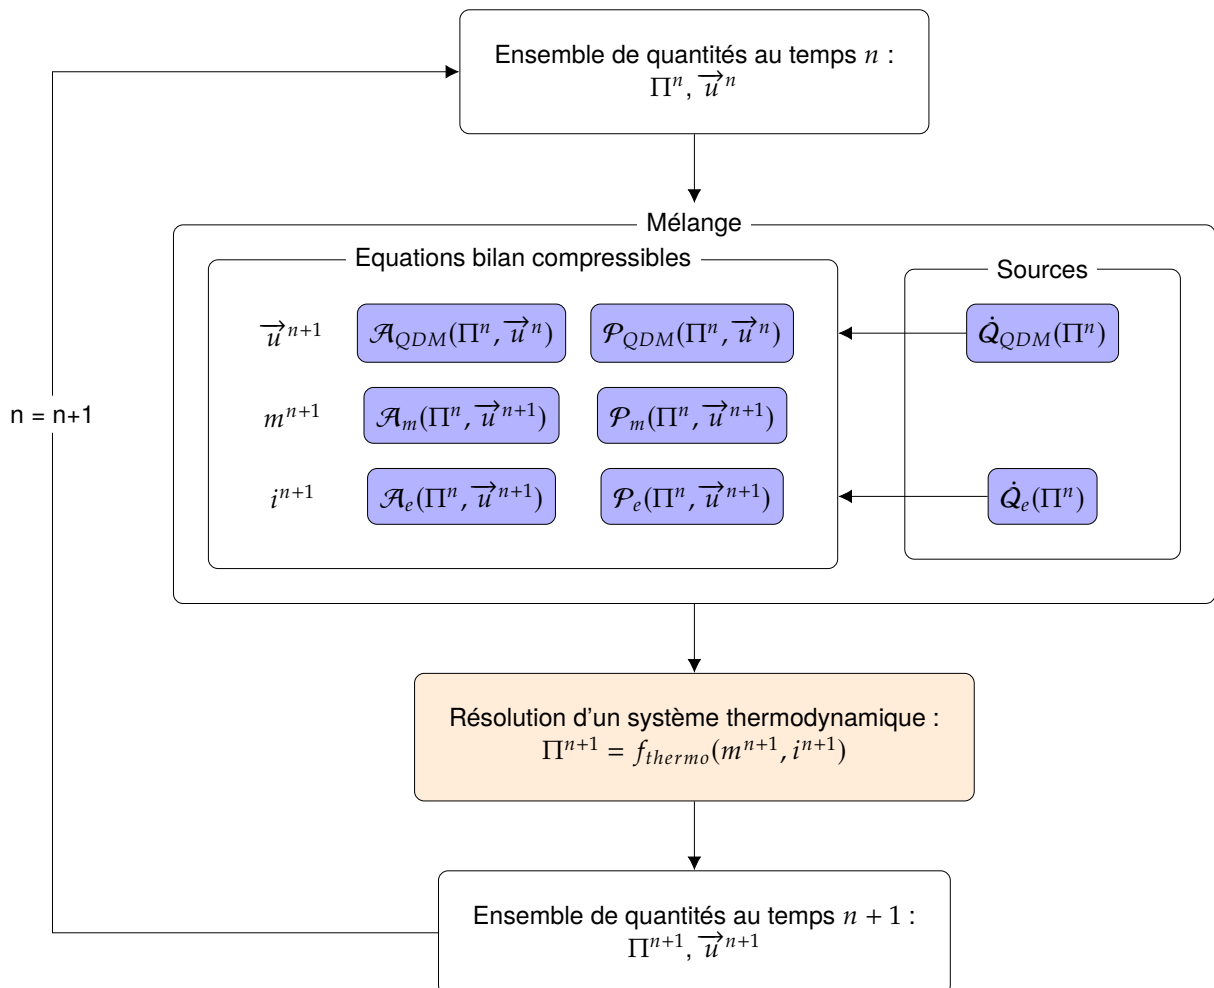 Ensemble de quantités au temps n :
Πⁿ, u⃗ ⁿ
Mélange
Equations bilan compressibles
Sources
u⃗ ⁿ⁺¹ 𝒜_QDM(Πⁿ, u⃗ ⁿ) 𝒫_QDM(Πⁿ, u⃗ ⁿ) 𝒬̇_QDM(Πⁿ)
n = n+1
mⁿ⁺¹ 𝒜_m(Πⁿ, u⃗ ⁿ⁺¹) 𝒫_m(Πⁿ, u⃗ ⁿ⁺¹)
iⁿ⁺¹ 𝒜_e(Πⁿ, u⃗ ⁿ⁺¹) 𝒫_e(Πⁿ, u⃗ ⁿ⁺¹) 𝒬̇_e(Πⁿ)
Résolution d'un système thermodynamique :
Πⁿ⁺¹ = f_thermo(mⁿ⁺¹, iⁿ⁺¹)
Ensemble de quantités au temps n + 1 :
Πⁿ⁺¹, u⃗ ⁿ⁺¹